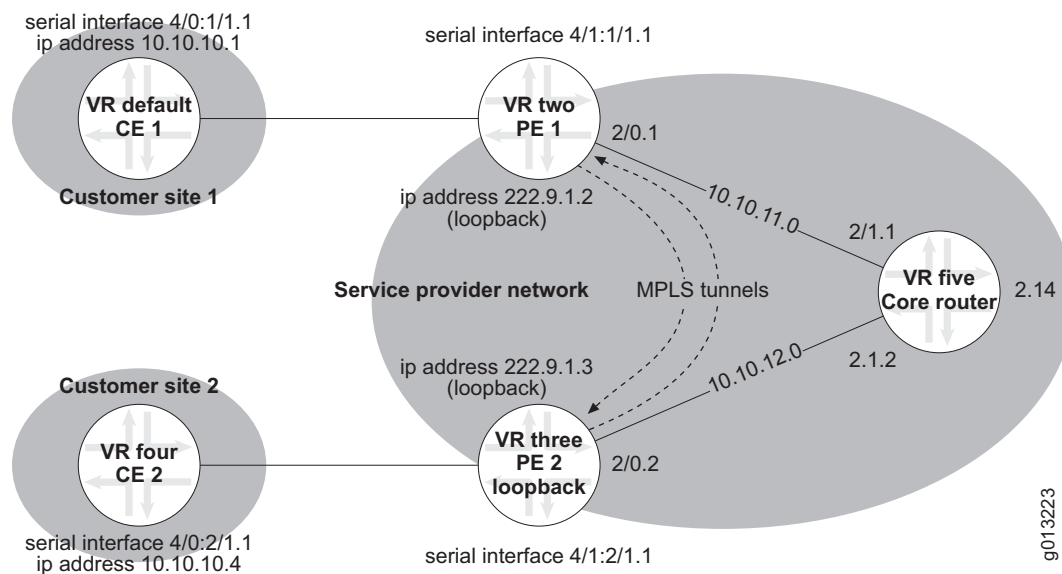 serial interface 4/0:1/1.1
ip address 10.10.10.1
VR default
CE 1
Customer site 1
serial interface 4/1:1/1.1
VR two
PE 1
2/0.1
ip address 222.9.1.2
(loopback)
10.10.11.0
2/1.1
VR five
Core router
2.14
Service provider network
MPLS tunnels
ip address 222.9.1.3
(loopback)
10.10.12.0
2.1.2
Customer site 2
VR four
CE 2
serial interface 4/0:2/1.1
ip address 10.10.10.4
VR three
PE 2
loopback
2/0.2
serial interface 4/1:2/1.1
g013223